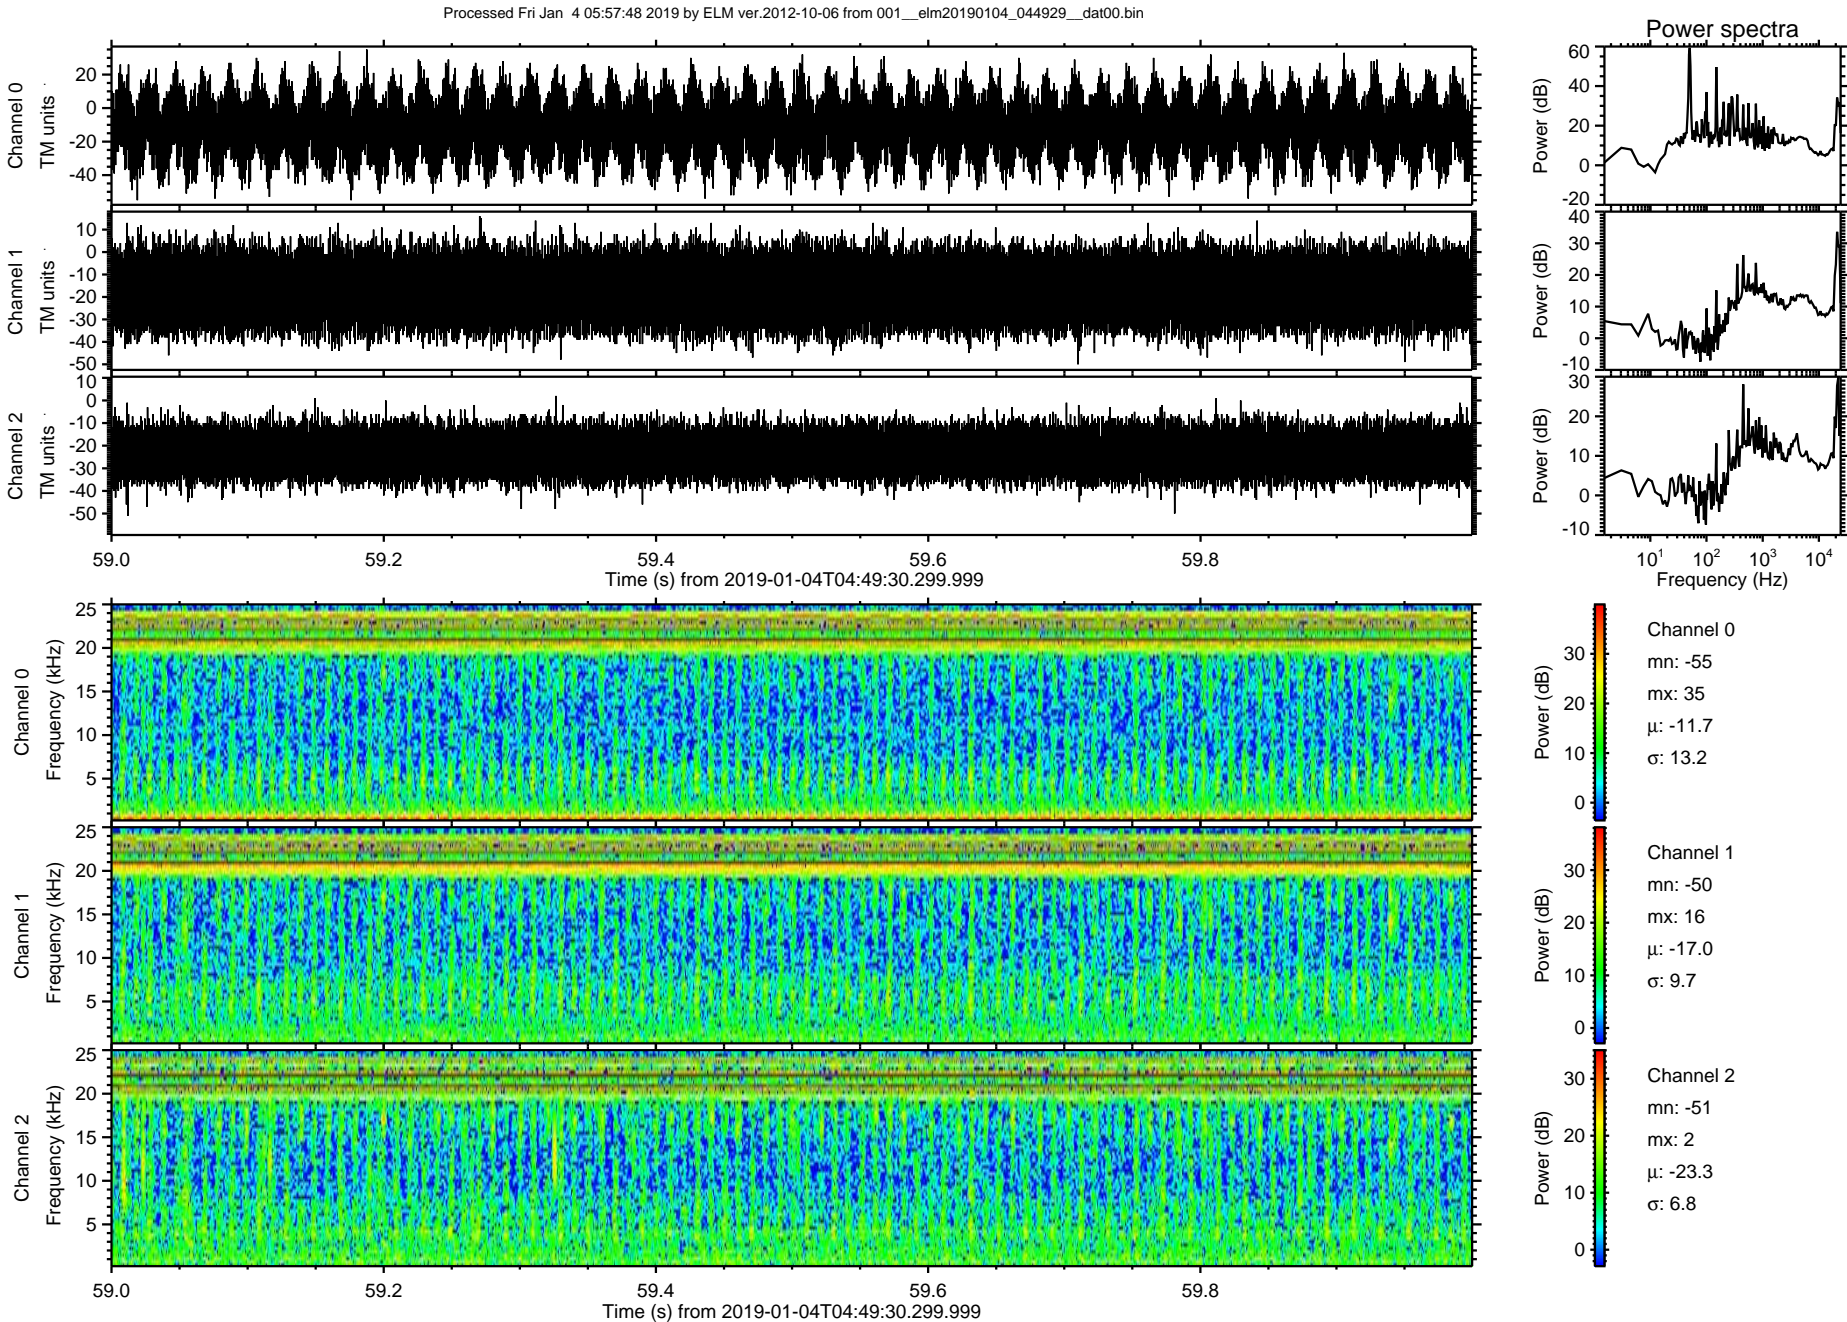 Processed Fri Jan  4 05:57:48 2019 by ELM ver.2012-10-06 from 001__elm20190104_044929__dat00.bin
Power spectra
Channel 0
TM units
20
0
-20
-40
Power (dB)
60
40
20
0
-20
Channel 1
TM units
10
0
-10
-20
-30
-40
-50
Power (dB)
40
30
20
10
0
-10
Channel 2
TM units
10
0
-10
-20
-30
-40
-50
Power (dB)
30
20
10
0
-10
59.0 59.2 59.4 59.6 59.8
Time (s) from 2019-01-04T04:49:30.299.999
10¹ 10² 10³ 10⁴
Frequency (Hz)
Channel 0
Frequency (kHz)
25
20
15
10
5
Power (dB)
30
20
10
0
Channel 0
mn: -55
mx: 35
μ: -11.7
σ: 13.2
Channel 1
Frequency (kHz)
25
20
15
10
5
Power (dB)
30
20
10
0
Channel 1
mn: -50
mx: 16
μ: -17.0
σ: 9.7
Channel 2
Frequency (kHz)
25
20
15
10
5
Power (dB)
30
20
10
0
Channel 2
mn: -51
mx: 2
μ: -23.3
σ: 6.8
59.0 59.2 59.4 59.6 59.8
Time (s) from 2019-01-04T04:49:30.299.999